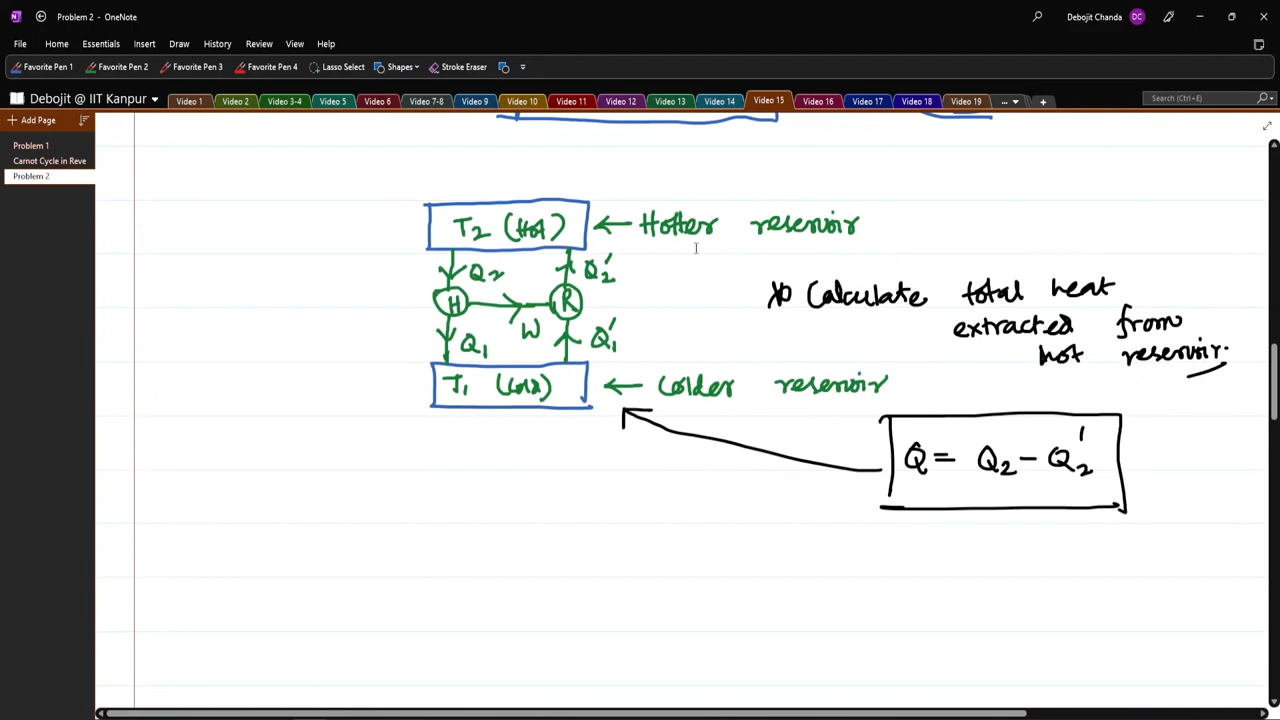 Problem 2 - OneNote
Debojit Chanda
DC
File Home Essentials Insert Draw History Review View Help
Favorite Pen 1 Favorite Pen 2 Favorite Pen 3 Favorite Pen 4 Lasso Select Shapes Stroke Eraser
Debojit @ IIT Kanpur
Video 1 Video 2 Video 3-4 Video 5 Video 6 Video 7-8 Video 9 Video 10 Video 11 Video 12 Video 13 Video 14 Video 15 Video 16 Video 17 Video 18 Video 19 ... +
Search (Ctrl+E)
+ Add Page
Problem 1
Carnot Cycle in Reve
Problem 2
T₂ (Hot) ← Hotter reservoir
Q₂ Q₂'
H W R
Q₁ Q₁'
T₁ (Cold) ← Colder reservoir
Calculate total heat
extracted from
hot reservoir.
Q = Q₂ - Q₂'